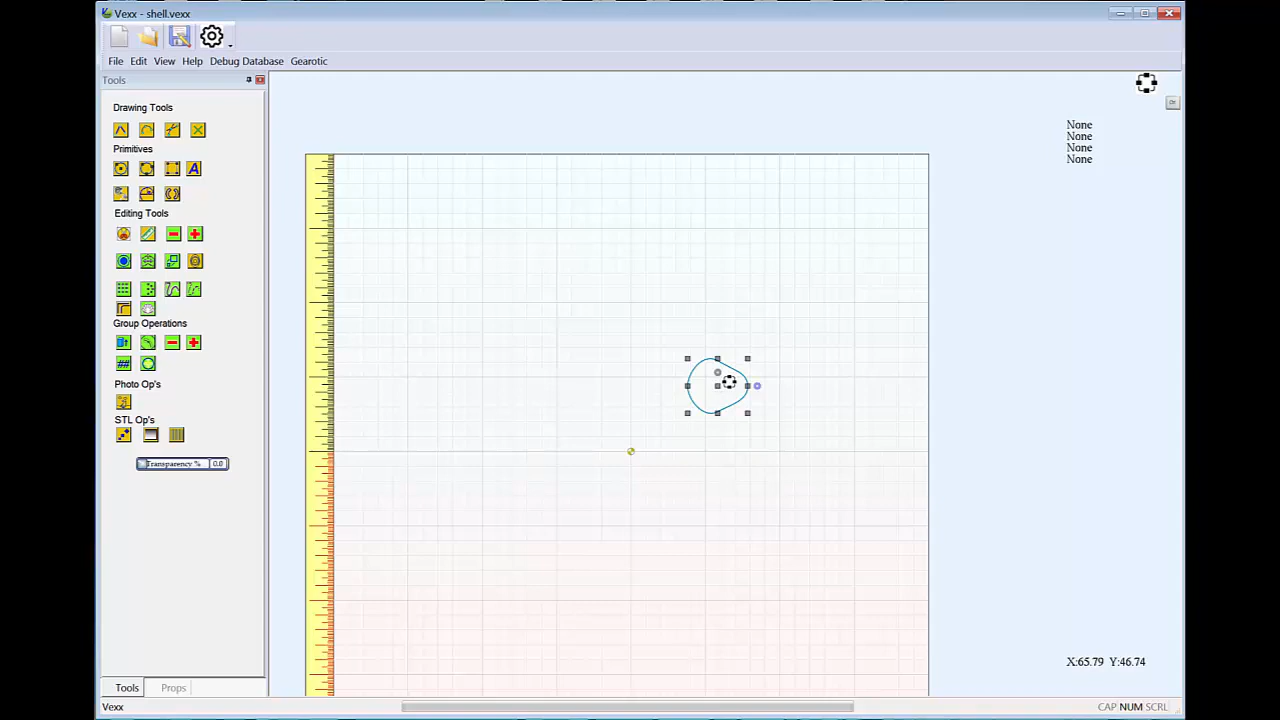 Vexx - shell.vexx
File Edit View Help Debug Database Gearotic
Tools
Drawing Tools
Primitives
A
Editing Tools
Group Operations
Photo Op's
STL Op's
Transparency % 0.0
Tools Props
Vexx
None
None
None
None
X:65.79 Y:46.74
CAP NUM SCRL